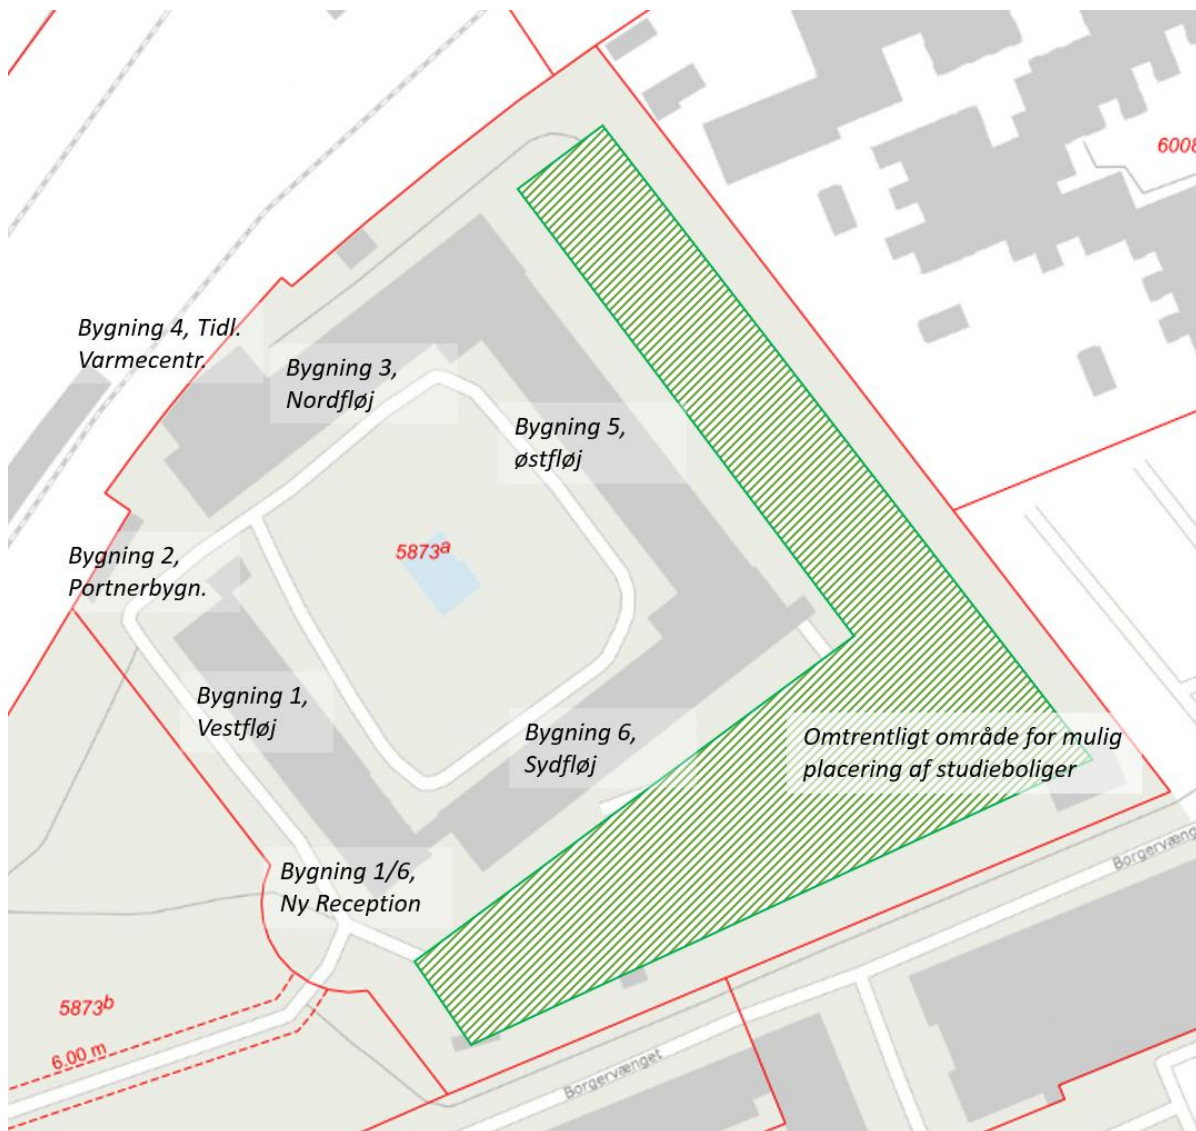 6008
Bygning 4, Tidl.
Varmecentr.
Bygning 3,
Nordfløj
Bygning 5,
østfløj
5873a
Bygning 2,
Portnerbygn.
Bygning 1,
Vestfløj
Bygning 6,
Sydfløj
Omtrentligt område for mulig
placering af studieboliger
Borgervæng
Bygning 1/6,
Ny Reception
5873b
6.00 m
Borgervænget